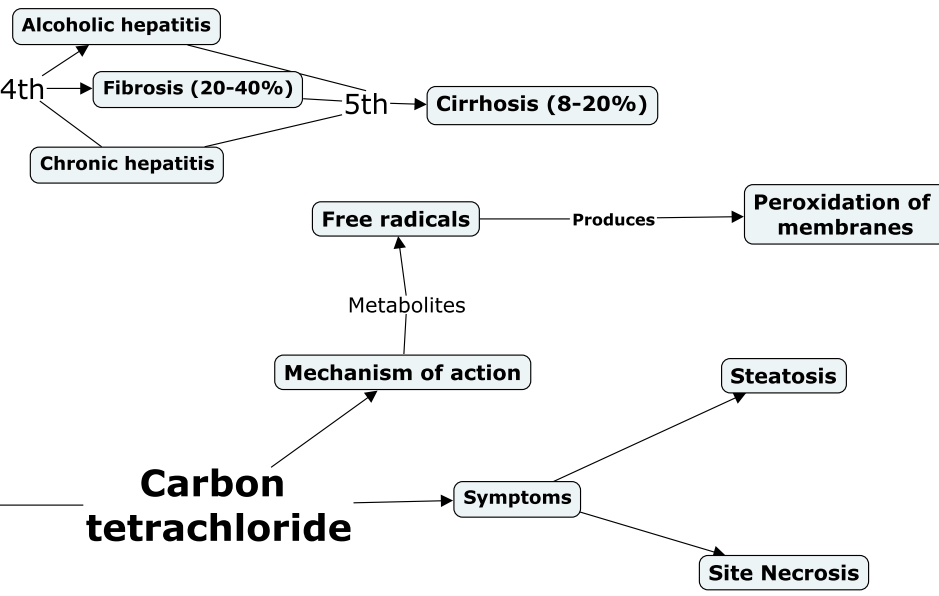 Alcoholic hepatitis
4th
Fibrosis (20-40%)
5th
Cirrhosis (8-20%)
Chronic hepatitis
Free radicals
Produces
Peroxidation of
membranes
Metabolites
Mechanism of action
Steatosis
Carbon
tetrachloride
Symptoms
Site Necrosis